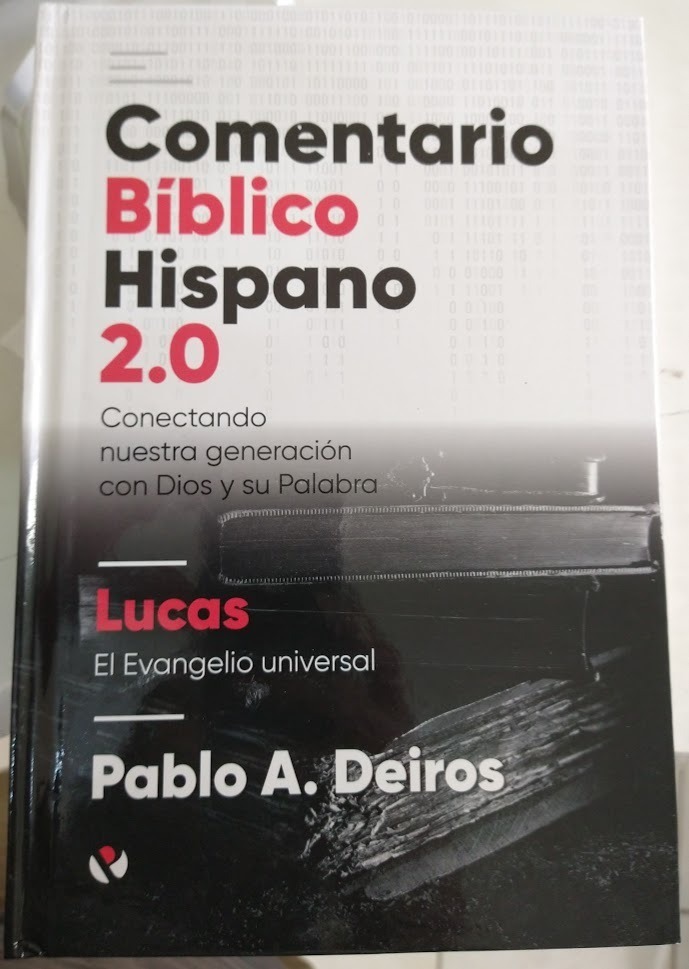 Comentario
Bíblico
Hispano
2.0
Conectando
nuestra generación
con Dios y su Palabra
Lucas
El Evangelio universal
Pablo A. Deiros